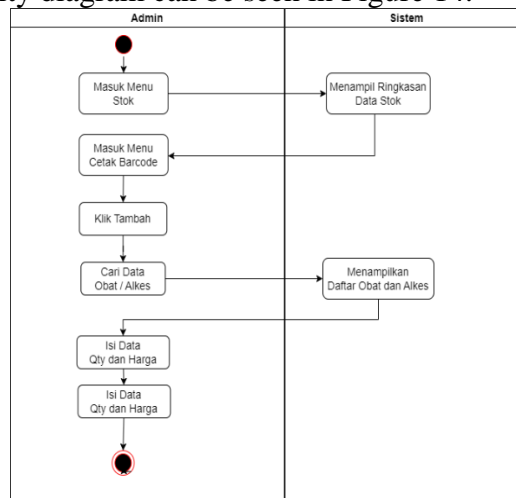 ty diagram can be seen in Figure 14.
Admin
Sistem
Masuk Menu
Stok
Menampil Ringkasan
Data Stok
Masuk Menu
Cetak Barcode
Klik Tambah
Cari Data
Obat / Alkes
Menampilkan
Daftar Obat dan Alkes
Isi Data
Qty dan Harga
Isi Data
Qty dan Harga